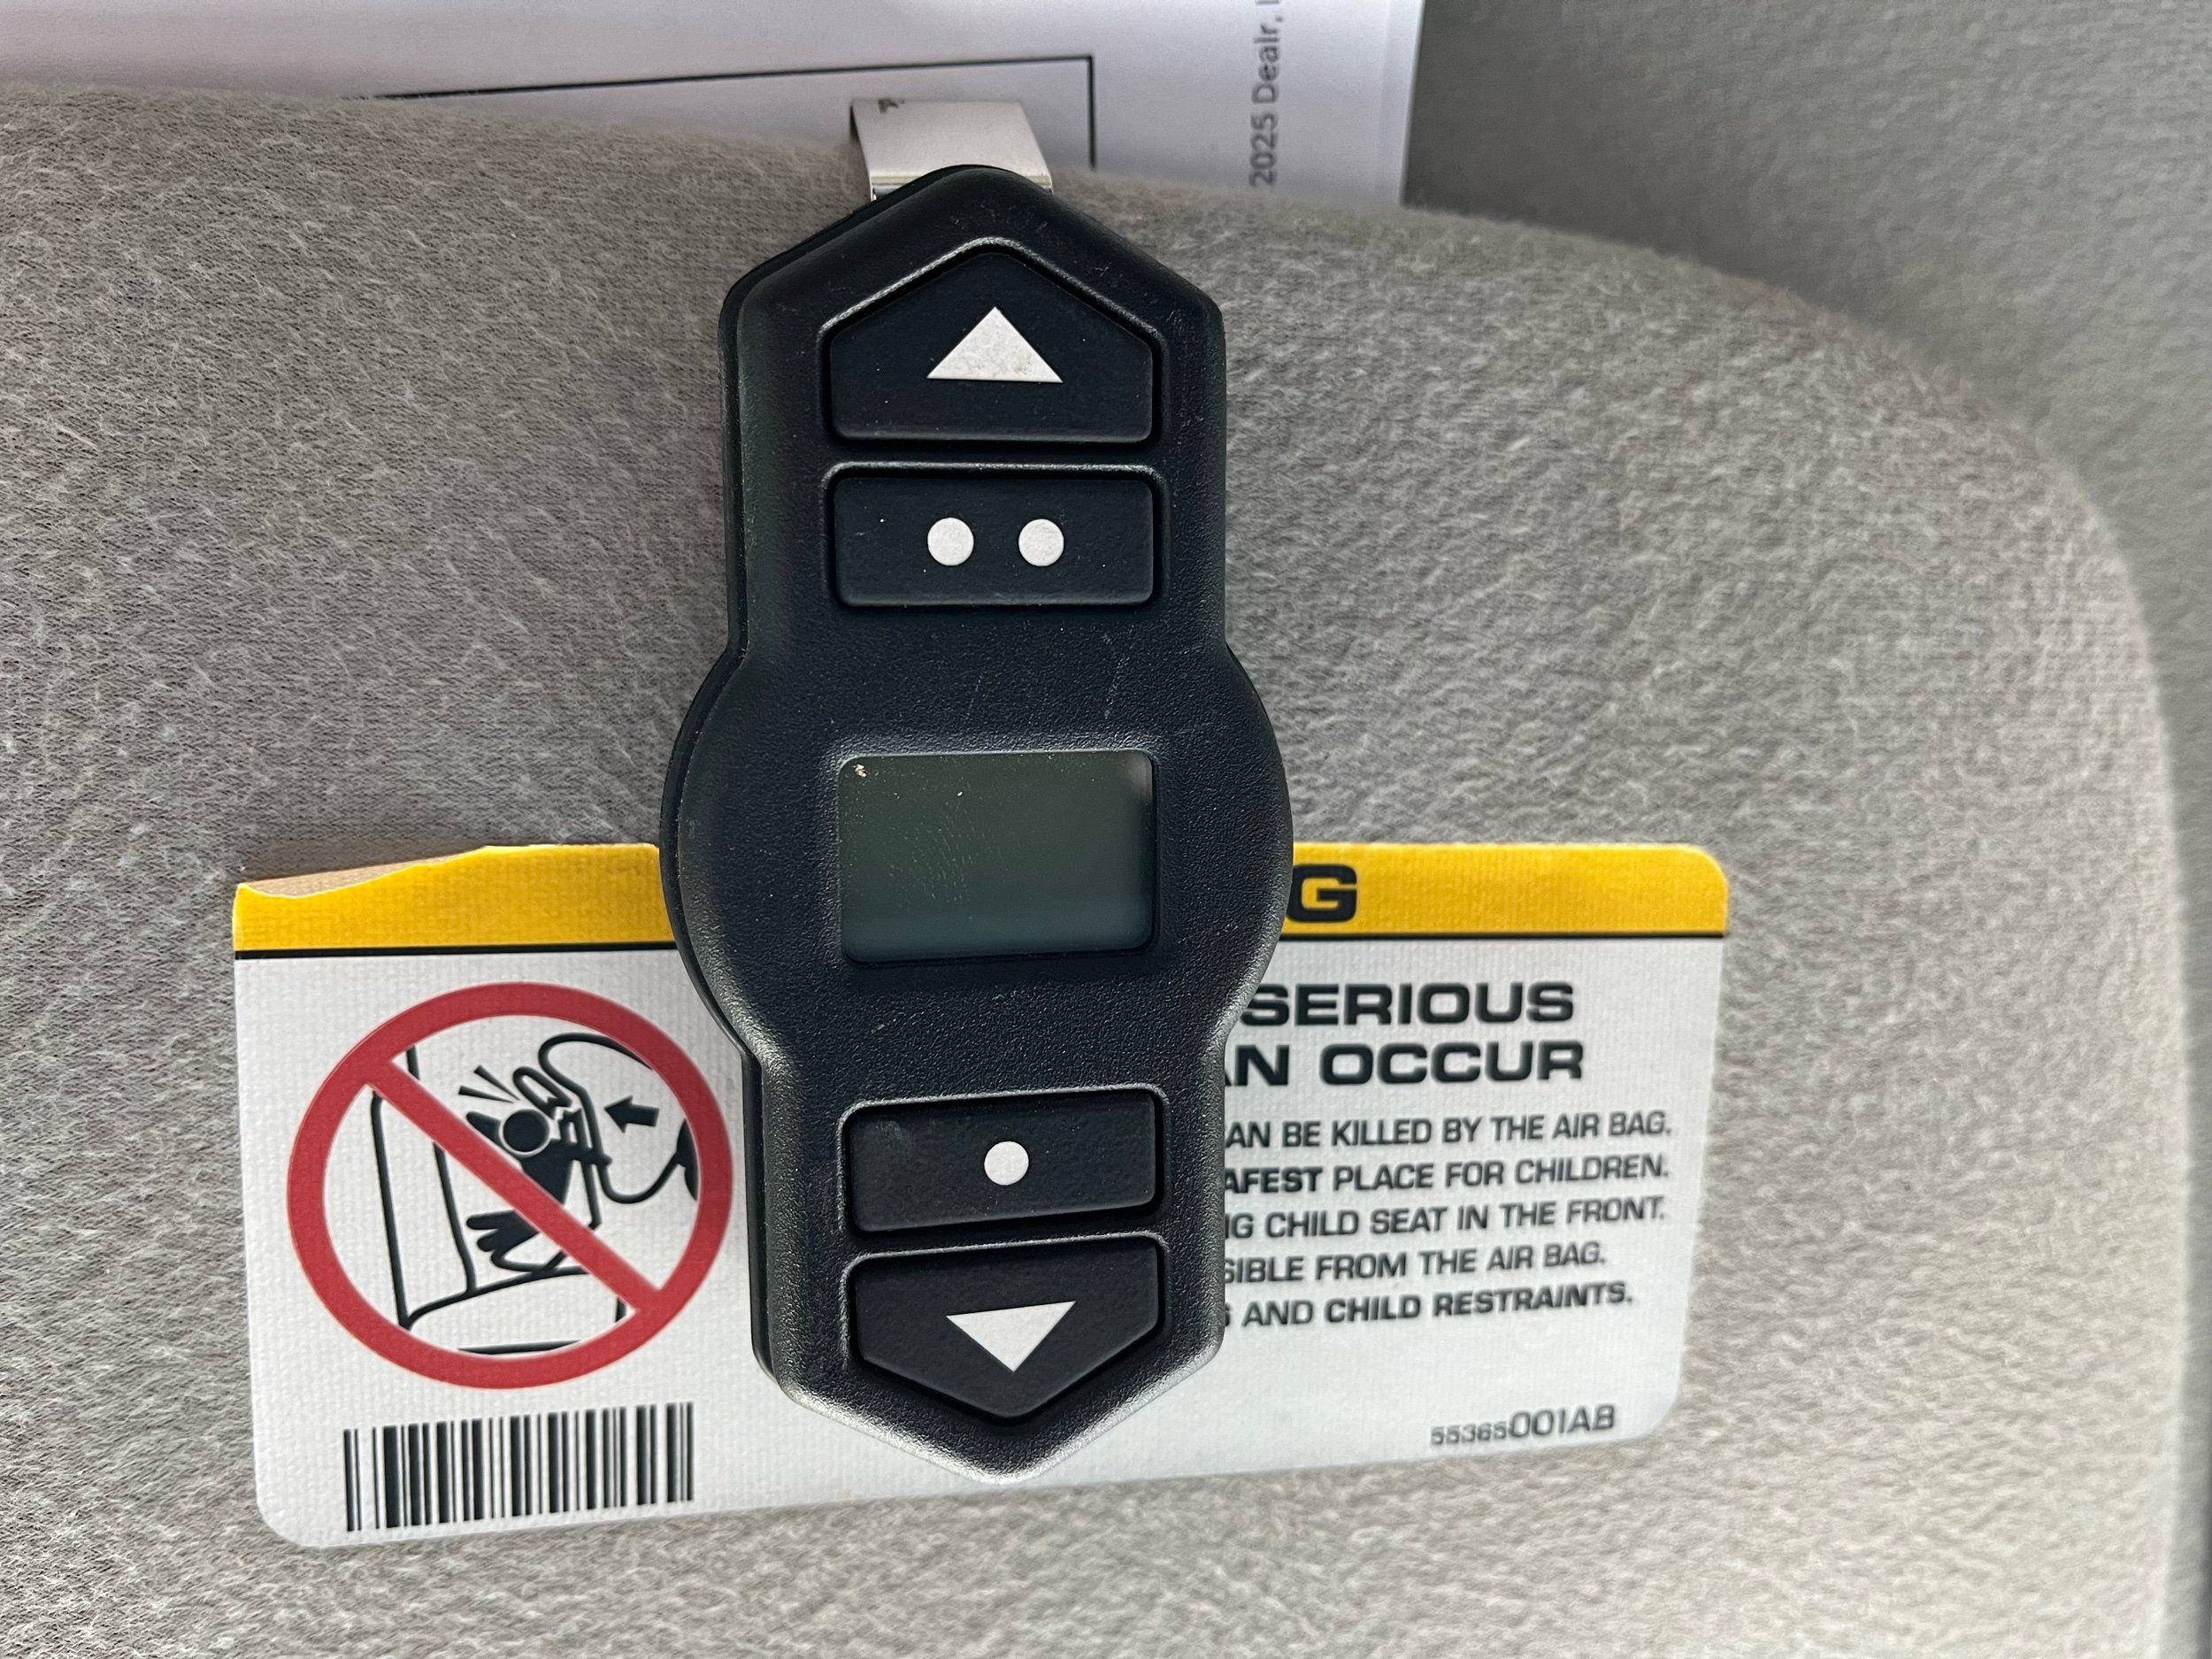 2025 Dealr,
G
SERIOUS
AN OCCUR
AN BE KILLED BY THE AIR BAG.
AFEST PLACE FOR CHILDREN.
NG CHILD SEAT IN THE FRONT.
SIBLE FROM THE AIR BAG.
S AND CHILD RESTRAINTS.
55365001AB